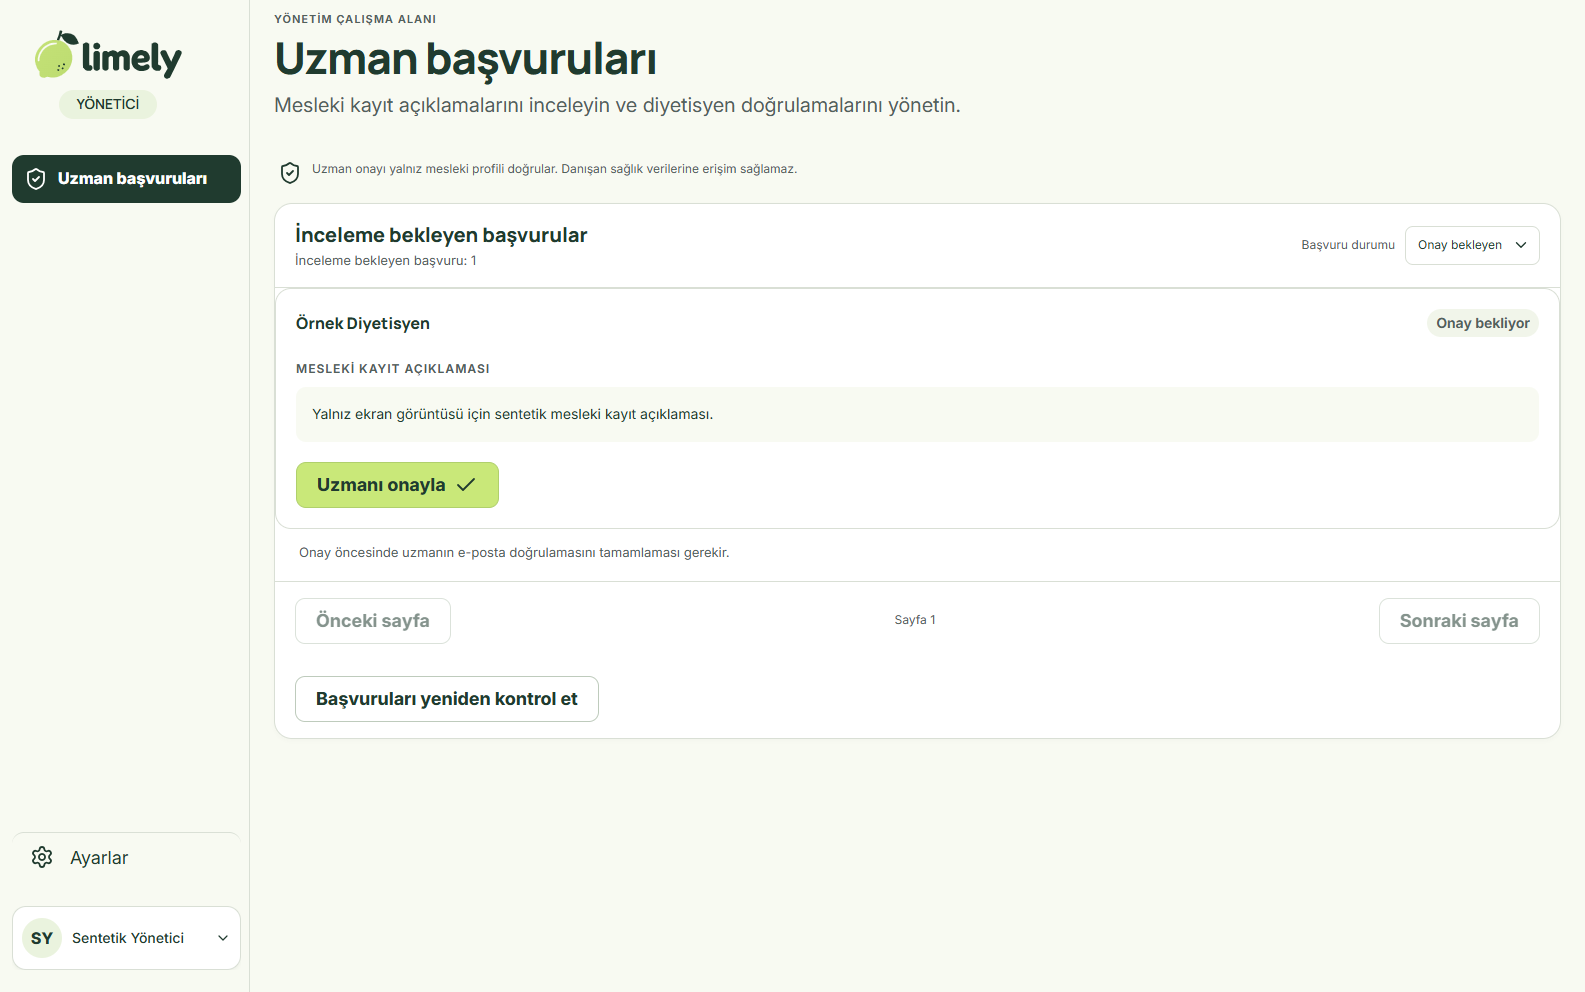 limely
YÖNETİCİ
Uzman başvuruları
Ayarlar
SY
Sentetik Yönetici
YÖNETİM ÇALIŞMA ALANI
Uzman başvuruları
Mesleki kayıt açıklamalarını inceleyin ve diyetisyen doğrulamalarını yönetin.
Uzman onayı yalnız mesleki profili doğrular. Danışan sağlık verilerine erişim sağlamaz.
İnceleme bekleyen başvurular
İnceleme bekleyen başvuru: 1
Başvuru durumu
Onay bekleyen
Örnek Diyetisyen
Onay bekliyor
MESLEKİ KAYIT AÇIKLAMASI
Yalnız ekran görüntüsü için sentetik mesleki kayıt açıklaması.
Uzmanı onayla
Onay öncesinde uzmanın e-posta doğrulamasını tamamlaması gerekir.
Önceki sayfa
Sayfa 1
Sonraki sayfa
Başvuruları yeniden kontrol et